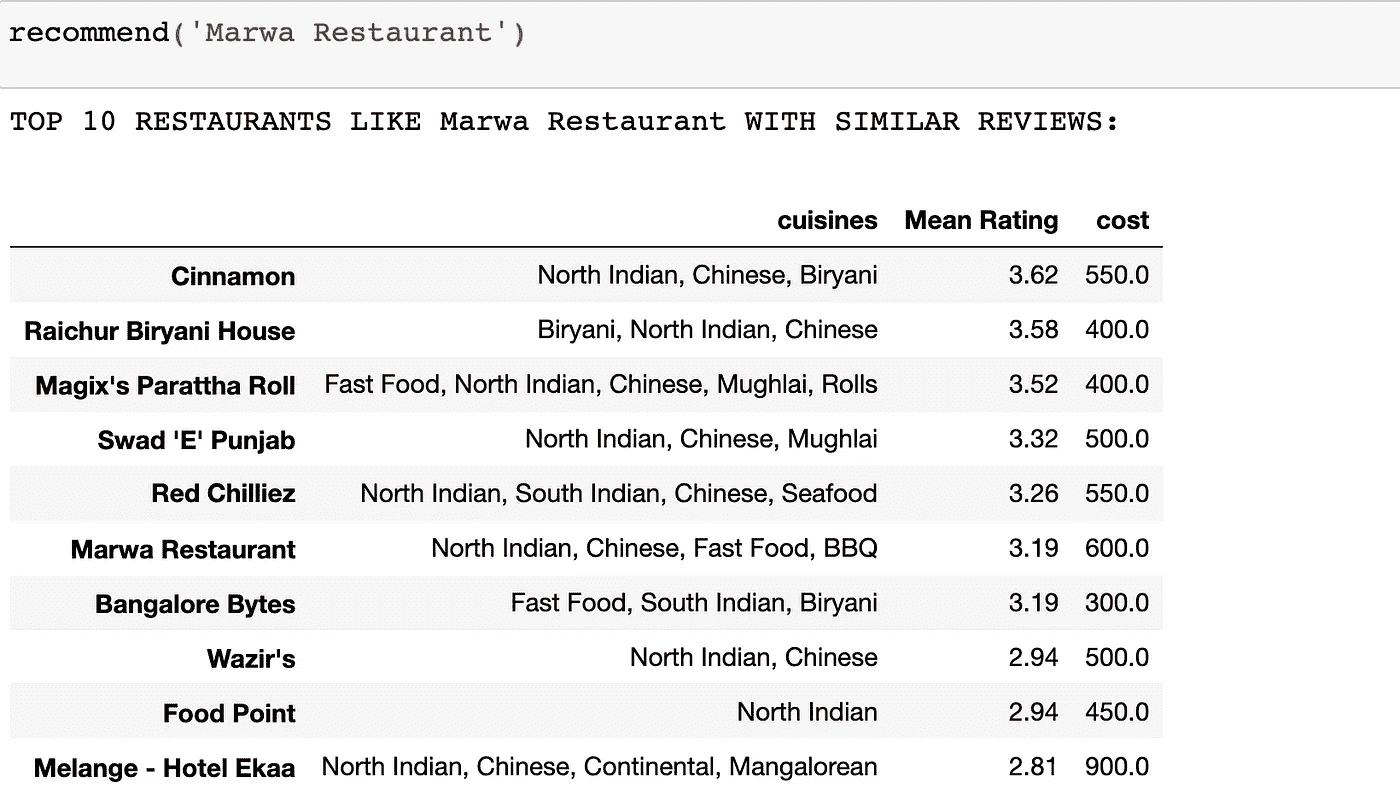 recommend('Marwa Restaurant')
TOP 10 RESTAURANTS LIKE Marwa Restaurant WITH SIMILAR REVIEWS:
cuisines Mean Rating cost
Cinnamon North Indian, Chinese, Biryani 3.62 550.0
Raichur Biryani House Biryani, North Indian, Chinese 3.58 400.0
Magix's Parattha Roll Fast Food, North Indian, Chinese, Mughlai, Rolls 3.52 400.0
Swad 'E' Punjab North Indian, Chinese, Mughlai 3.32 500.0
Red Chilliez North Indian, South Indian, Chinese, Seafood 3.26 550.0
Marwa Restaurant North Indian, Chinese, Fast Food, BBQ 3.19 600.0
Bangalore Bytes Fast Food, South Indian, Biryani 3.19 300.0
Wazir's North Indian, Chinese 2.94 500.0
Food Point North Indian 2.94 450.0
Melange - Hotel Ekaa North Indian, Chinese, Continental, Mangalorean 2.81 900.0